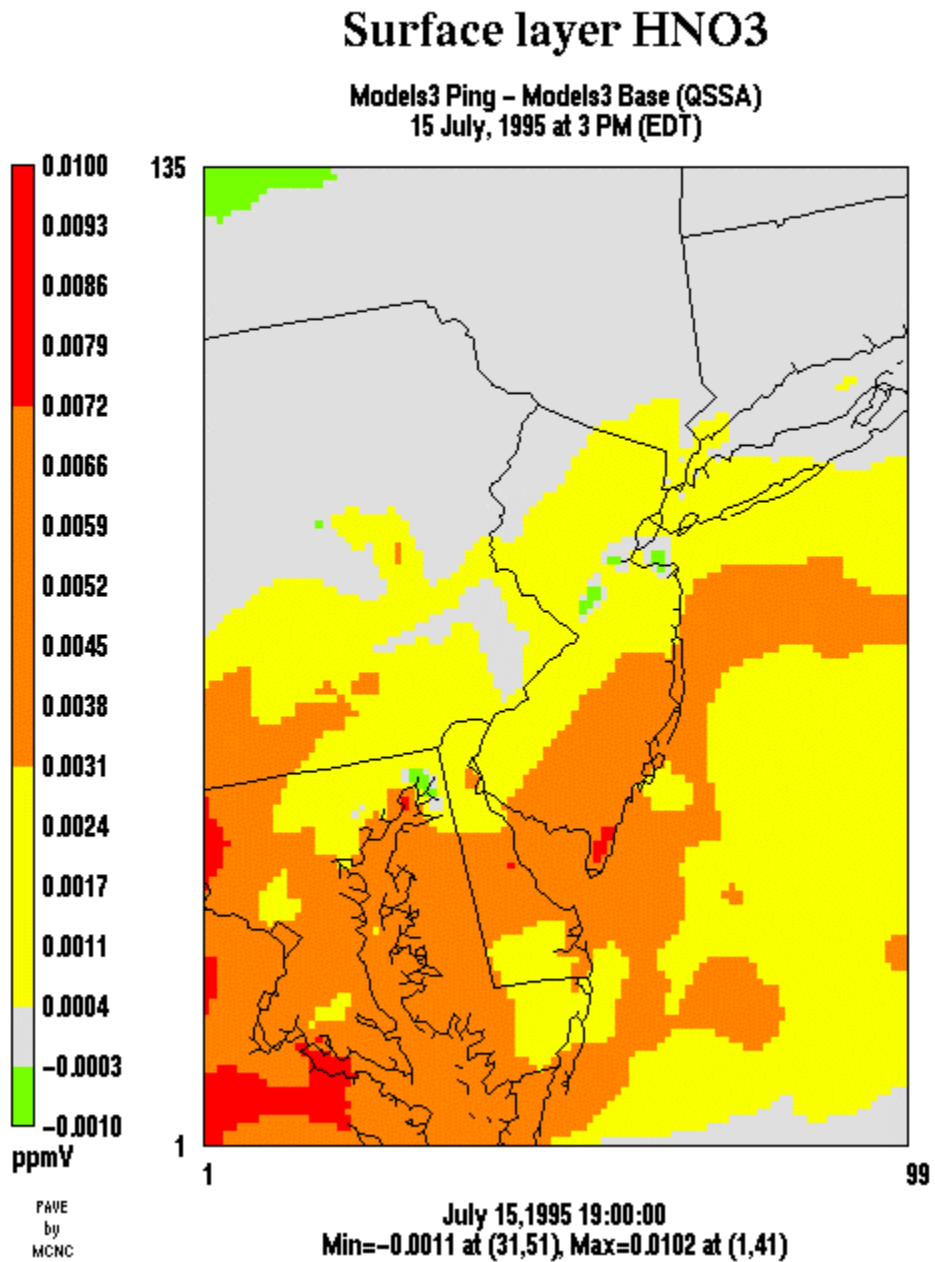 Surface layer HNO3
Models3 Ping – Models3 Base (QSSA)
15 July, 1995 at 3 PM (EDT)
0.0100
0.0093
0.0086
0.0079
0.0072
0.0066
0.0059
0.0052
0.0045
0.0038
0.0031
0.0024
0.0017
0.0011
0.0004
–0.0003
–0.0010
ppmV
PAVE
by
MCNC
135
1
1
99
July 15,1995 19:00:00
Min=–0.0011 at (31,51), Max=0.0102 at (1,41)